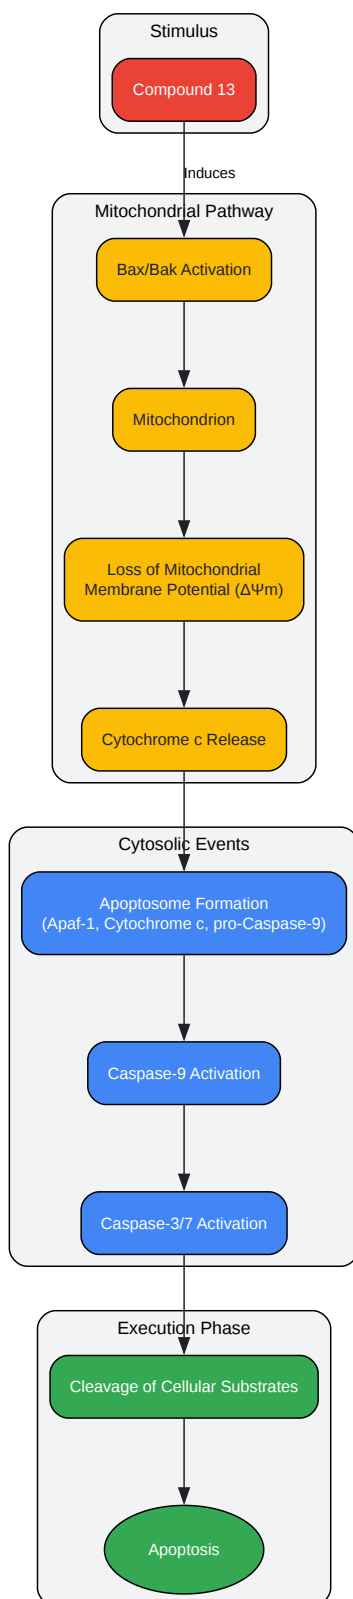 Stimulus
Compound 13
Induces
Mitochondrial Pathway
Bax/Bak Activation
Mitochondrion
Loss of Mitochondrial
Membrane Potential (ΔΨm)
Cytochrome c Release
Cytosolic Events
Apoptosome Formation
(Apaf-1, Cytochrome c, pro-Caspase-9)
Caspase-9 Activation
Caspase-3/7 Activation
Execution Phase
Cleavage of Cellular Substrates
Apoptosis